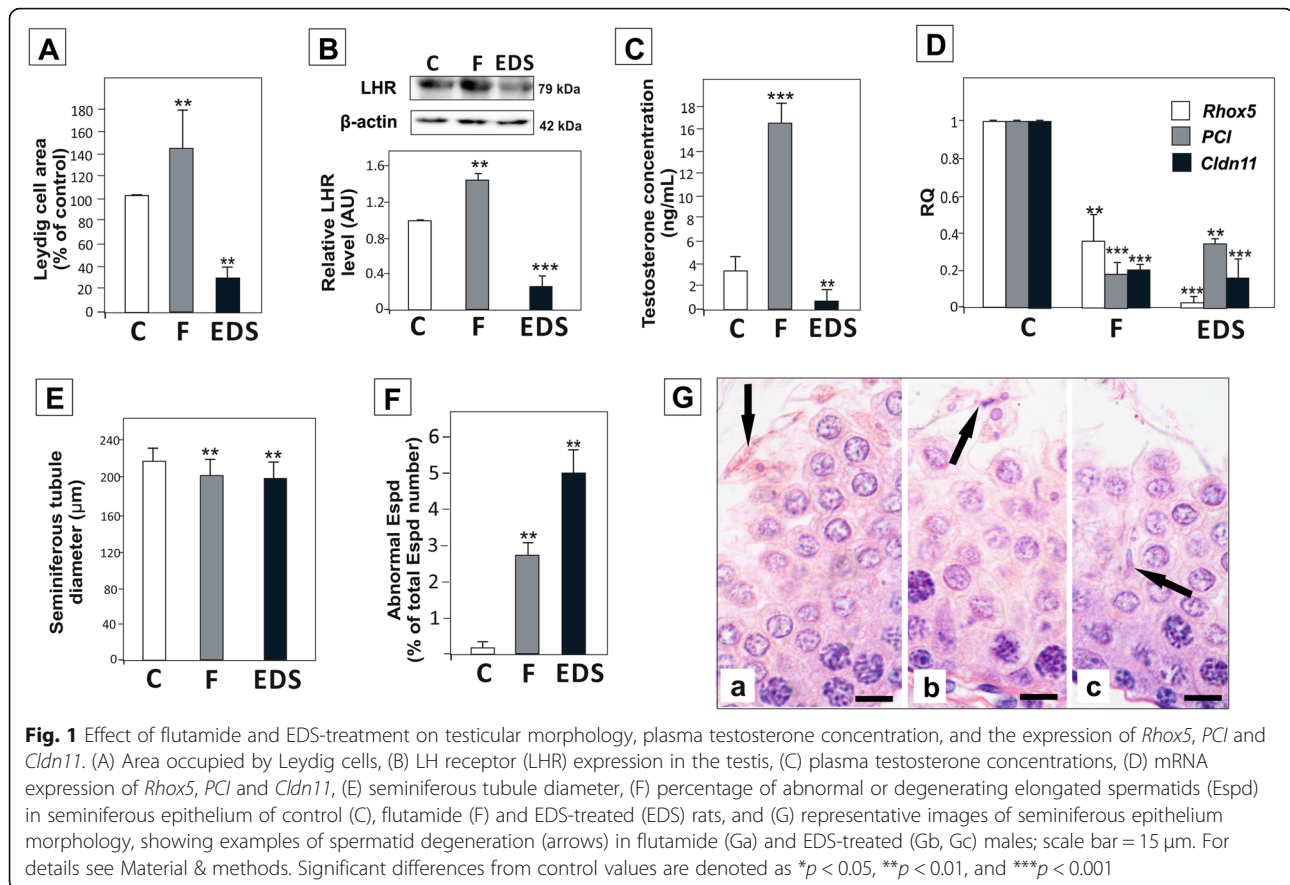 A
Leydig cell area
(% of control)
180
160
140
120
100
80
60
40
20
0
**
**
C F EDS
B
C F EDS
LHR
79 kDa
β-actin
42 kDa
Relative LHR
level (AU)
1.6
1.2
0.8
0.4
0
**
***
C F EDS
C
Testosterone concentration
(ng/mL)
16
18
14
12
10
8
6
4
2
0
***
**
C F EDS
D
RQ
1
0.8
0.6
0.4
0.2
0
Rhox5
PCI
Cldn11
**
***
***
***
**
***
C F EDS
E
Seminiferous tubule
diameter (μm)
240
200
160
120
80
40
0
**
**
C F EDS
F
Abnormal Espd
(% of total Espd number)
6
5
4
3
2
1
**
**
C F EDS
G
a
b
c
Fig. 1 Effect of flutamide and EDS-treatment on testicular morphology, plasma testosterone concentration, and the expression of Rhox5, PCI and
Cldn11. (A) Area occupied by Leydig cells, (B) LH receptor (LHR) expression in the testis, (C) plasma testosterone concentrations, (D) mRNA
expression of Rhox5, PCI and Cldn11, (E) seminiferous tubule diameter, (F) percentage of abnormal or degenerating elongated spermatids (Espd)
in seminiferous epithelium of control (C), flutamide (F) and EDS-treated (EDS) rats, and (G) representative images of seminiferous epithelium
morphology, showing examples of spermatid degeneration (arrows) in flutamide (Ga) and EDS-treated (Gb, Gc) males; scale bar = 15 μm. For
details see Material & methods. Significant differences from control values are denoted as *p < 0.05, **p < 0.01, and ***p < 0.001